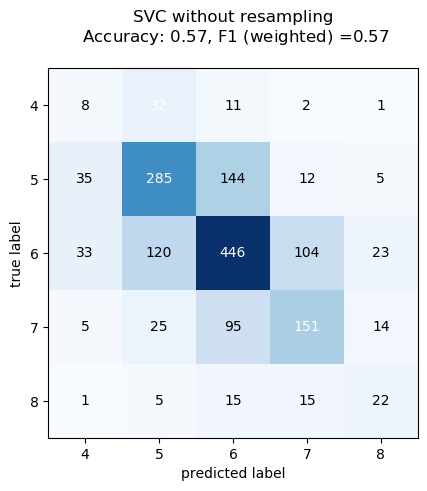 SVC without resampling
Accuracy: 0.57, F1 (weighted) =0.57
4 8 32 11 2 1
5 35 285 144 12 5
6 33 120 446 104 23
7 5 25 95 151 14
8 1 5 15 15 22
4 5 6 7 8
true label
predicted label